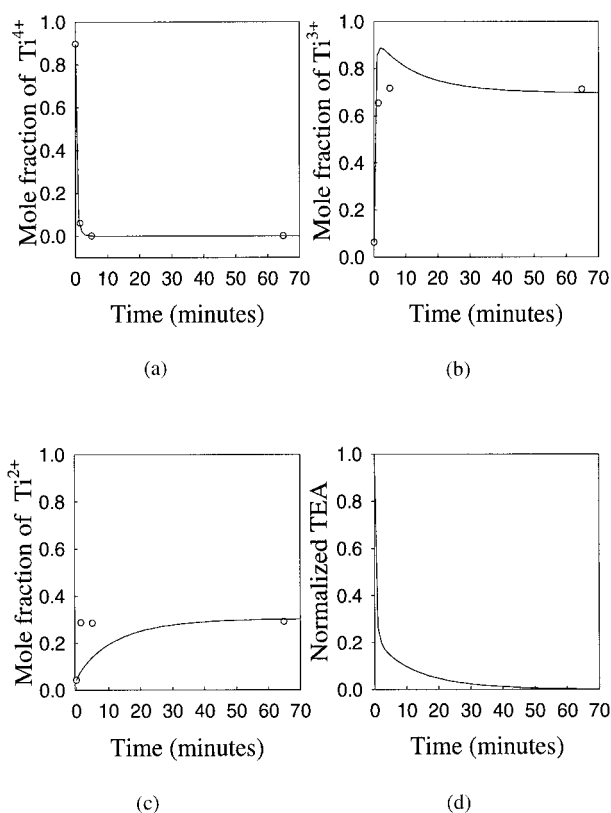 Mole fraction of Ti4+
1.0
0.8
0.6
0.4
0.2
0.0
0 10 20 30 40 50 60 70
Time (minutes)
(a)
Mole fraction of Ti3+
1.0
0.8
0.6
0.4
0.2
0.0
0 10 20 30 40 50 60 70
Time (minutes)
(b)
Mole fraction of Ti2+
1.0
0.8
0.6
0.4
0.2
0.0
0 10 20 30 40 50 60 70
Time (minutes)
(c)
Normalized TEA
1.0
0.8
0.6
0.4
0.2
0.0
0 10 20 30 40 50 60 70
Time (minutes)
(d)